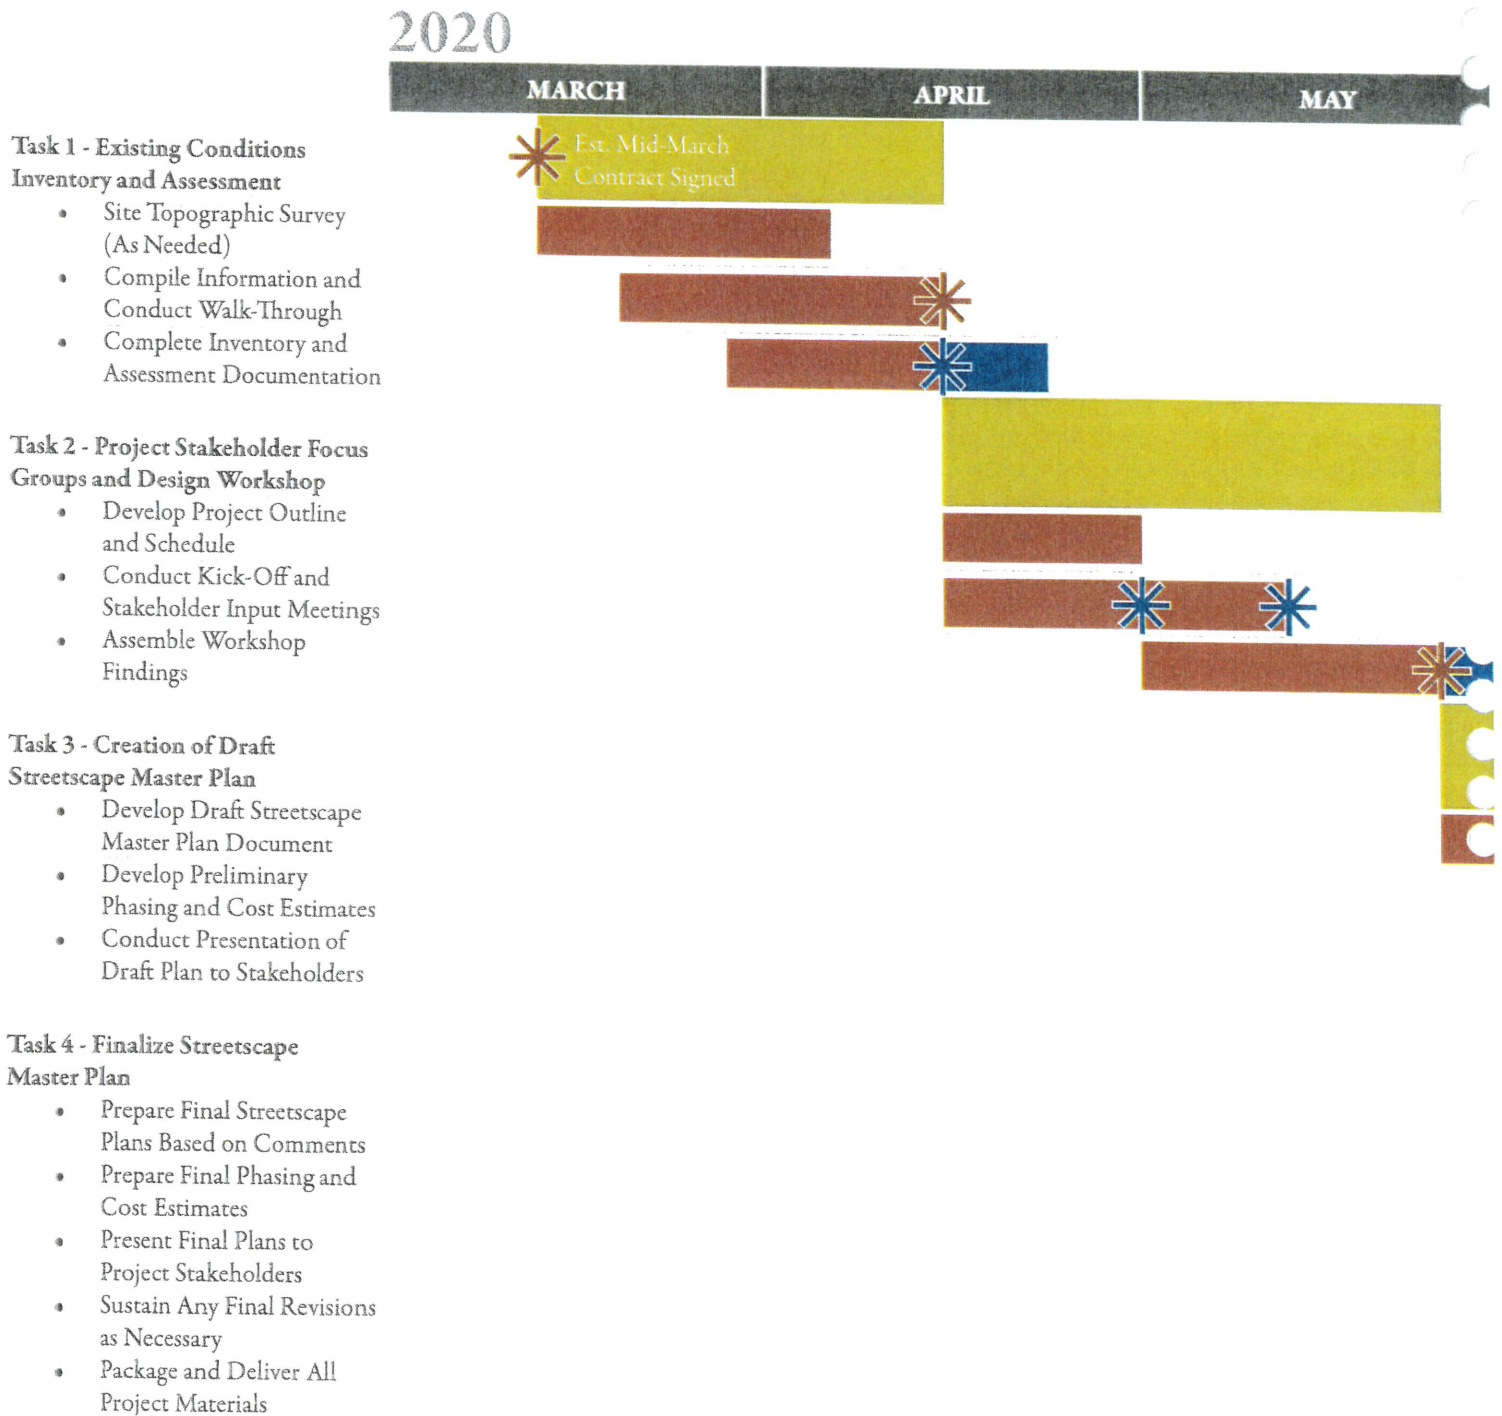 2020
MARCH
APRIL
MAY
Task 1 - Existing Conditions
Inventory and Assessment
Est. Mid-March
Contract Signed
• Site Topographic Survey
(As Needed)
• Compile Information and
Conduct Walk-Through
• Complete Inventory and
Assessment Documentation
Task 2 - Project Stakeholder Focus
Groups and Design Workshop
• Develop Project Outline
and Schedule
• Conduct Kick-Off and
Stakeholder Input Meetings
• Assemble Workshop
Findings
Task 3 - Creation of Draft
Streetscape Master Plan
• Develop Draft Streetscape
Master Plan Document
• Develop Preliminary
Phasing and Cost Estimates
• Conduct Presentation of
Draft Plan to Stakeholders
Task 4 - Finalize Streetscape
Master Plan
• Prepare Final Streetscape
Plans Based on Comments
• Prepare Final Phasing and
Cost Estimates
• Present Final Plans to
Project Stakeholders
• Sustain Any Final Revisions
as Necessary
• Package and Deliver All
Project Materials